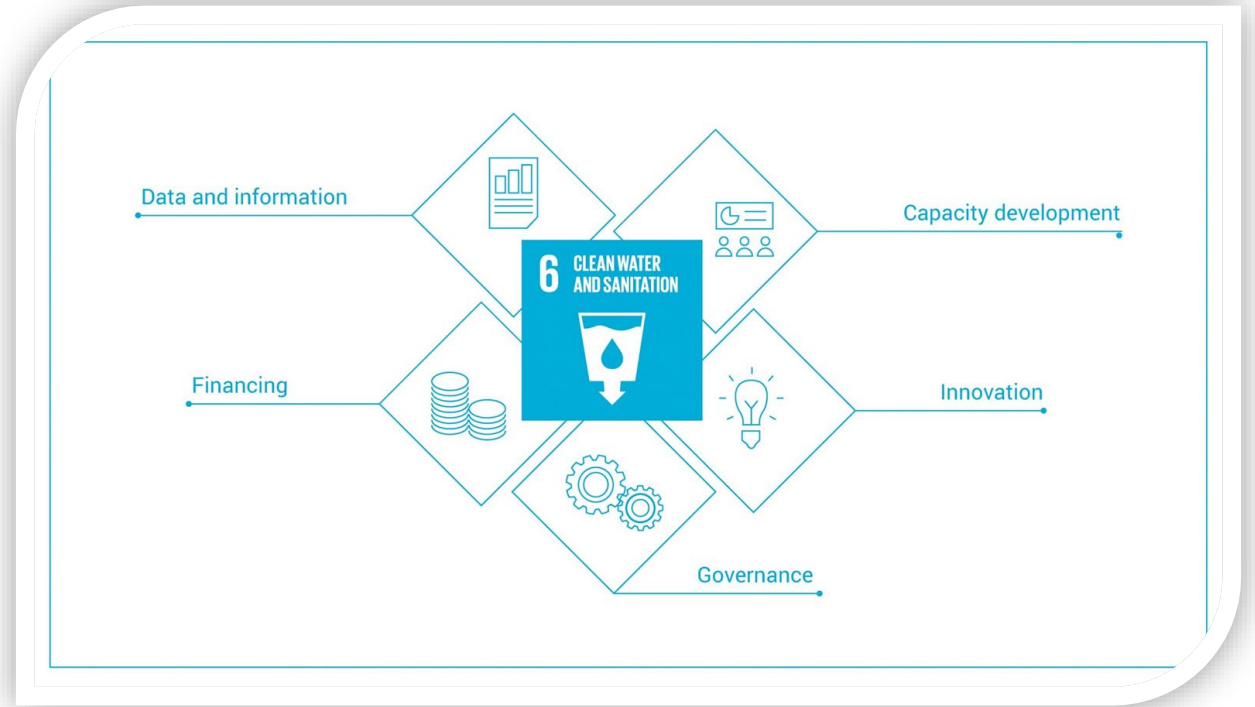 Data and information
Capacity development
6 CLEAN WATER
AND SANITATION
Financing
Innovation
Governance